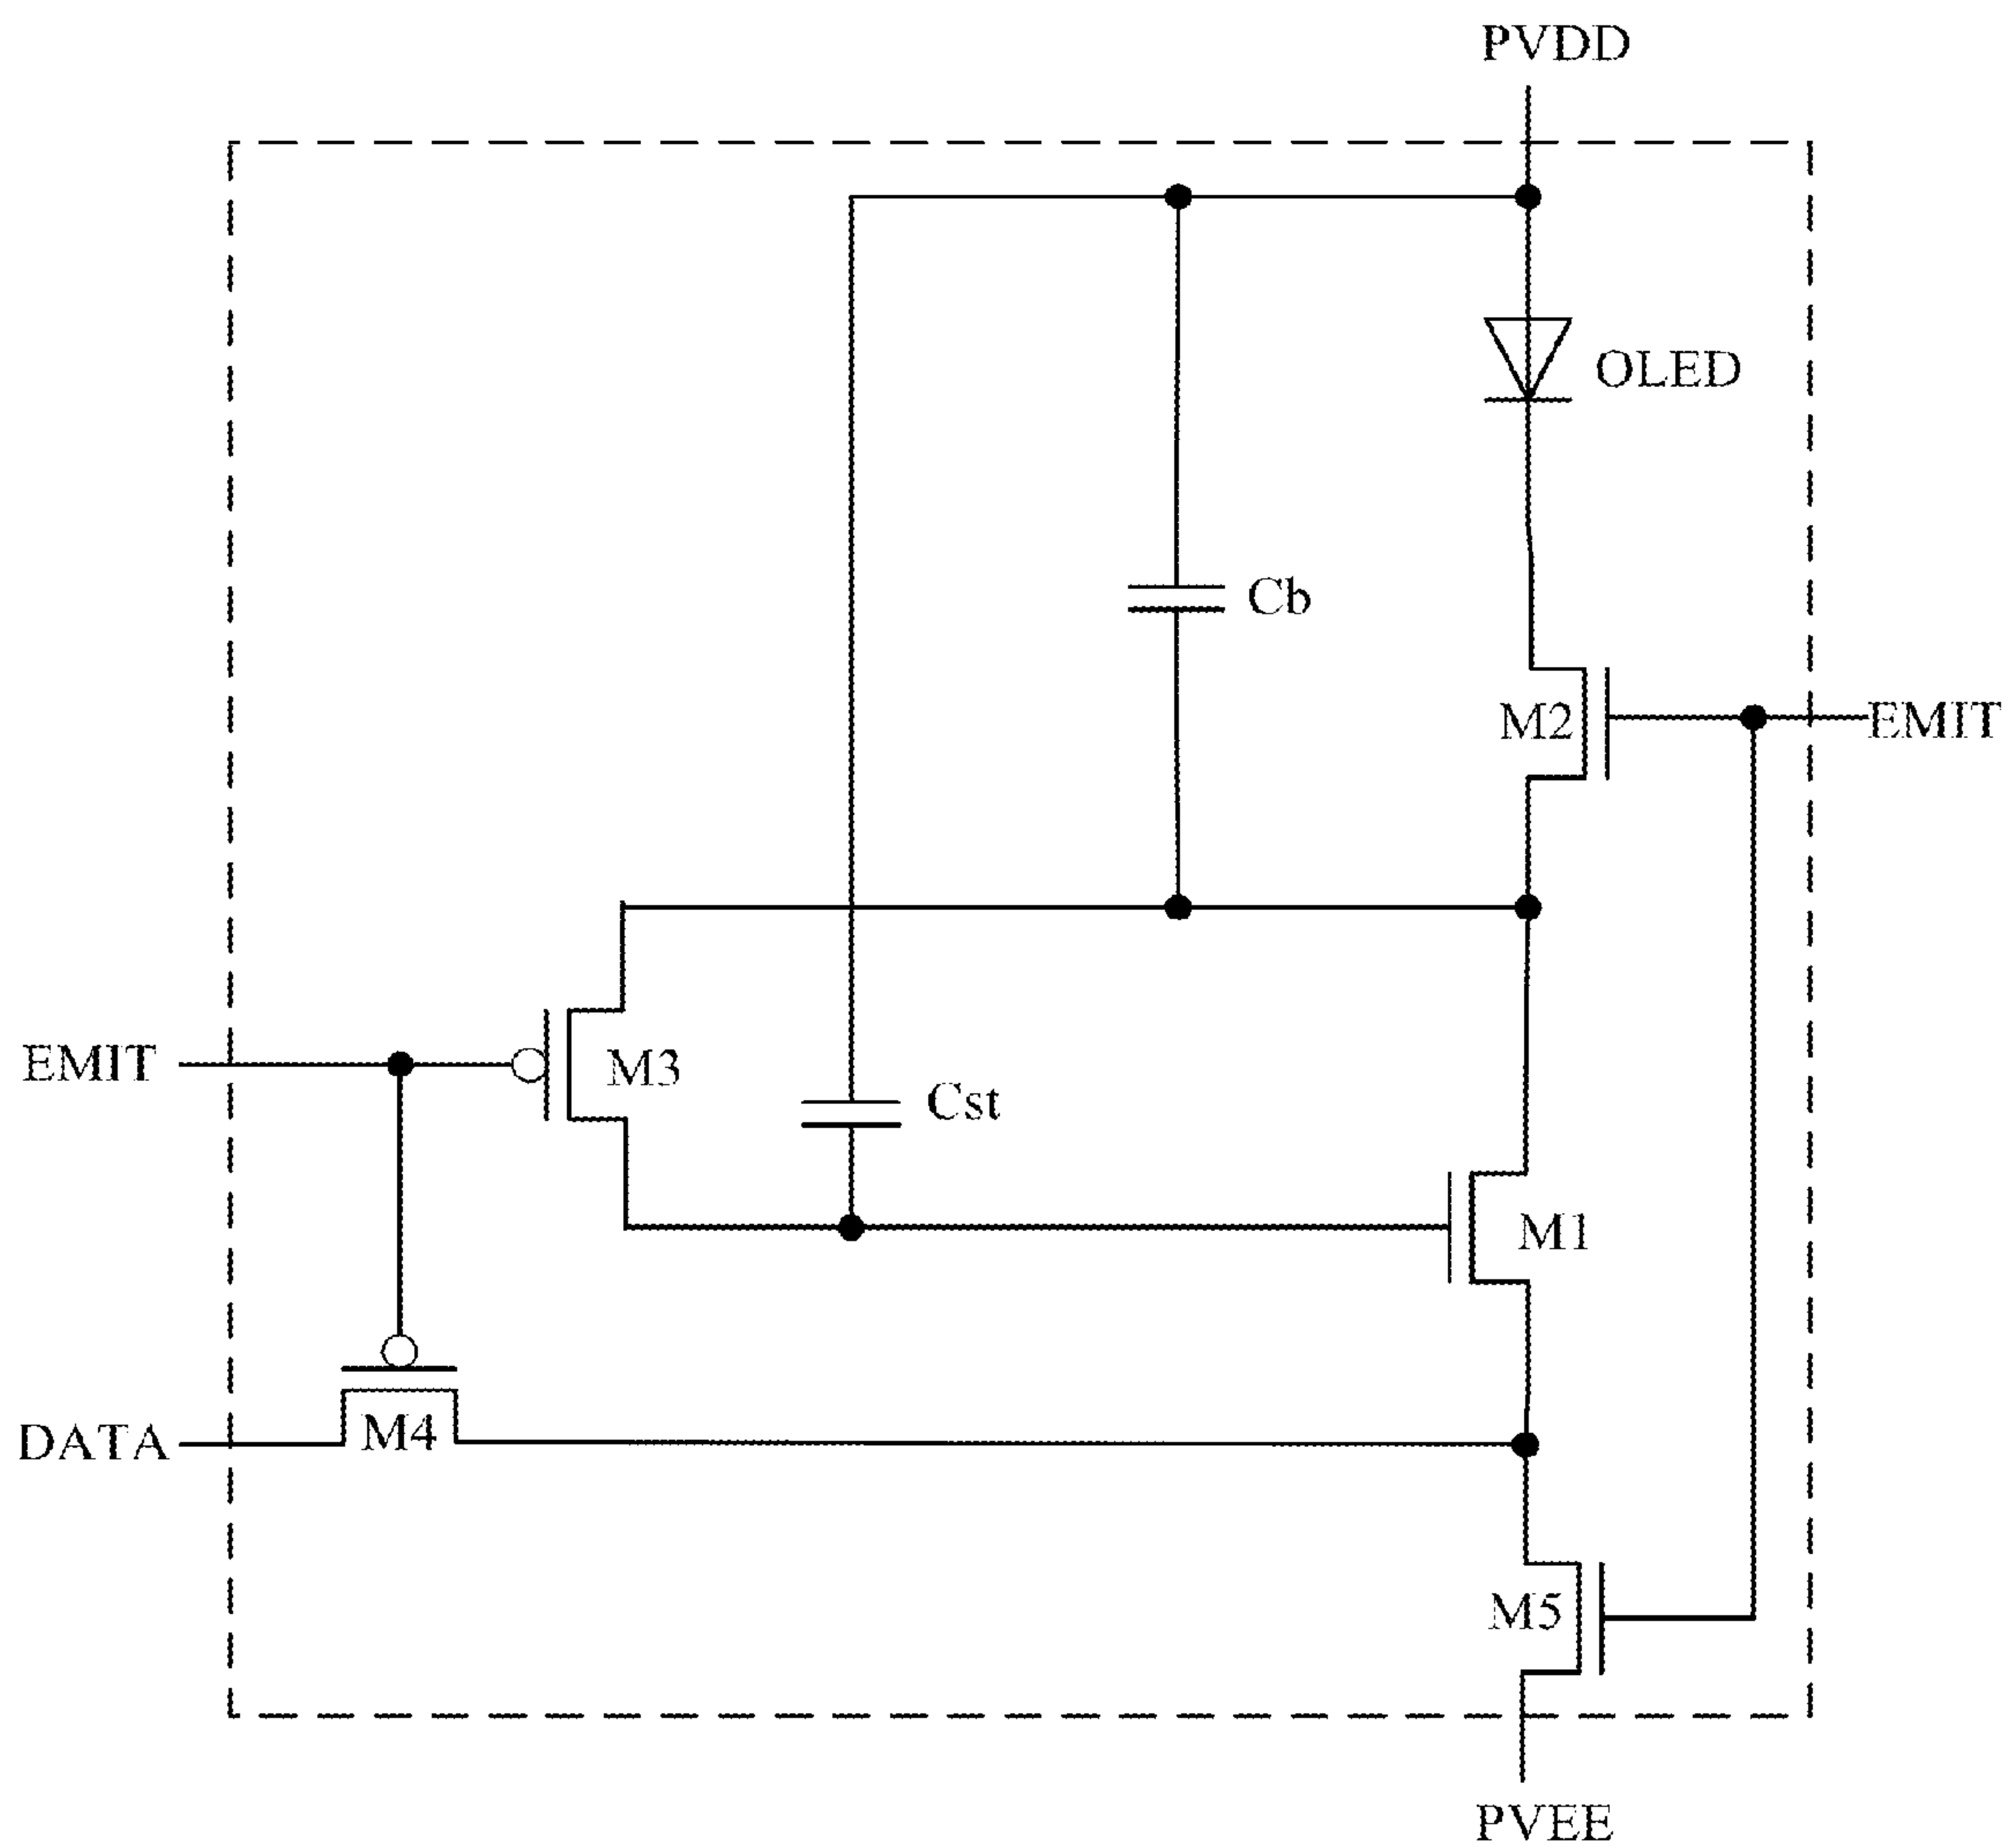 PVDD
OLED
Cb
M2
EMIT
EMIT
M3
Cst
M1
DATA
M4
M5
PVEE